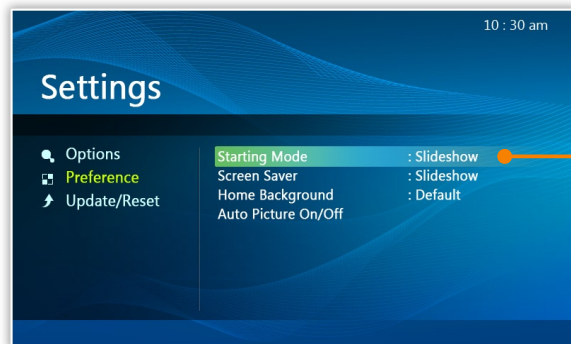 10 : 30 am
Settings
Options
Preference
Update/Reset
Starting Mode : Slideshow
Screen Saver : Slideshow
Home Background : Default
Auto Picture On/Off